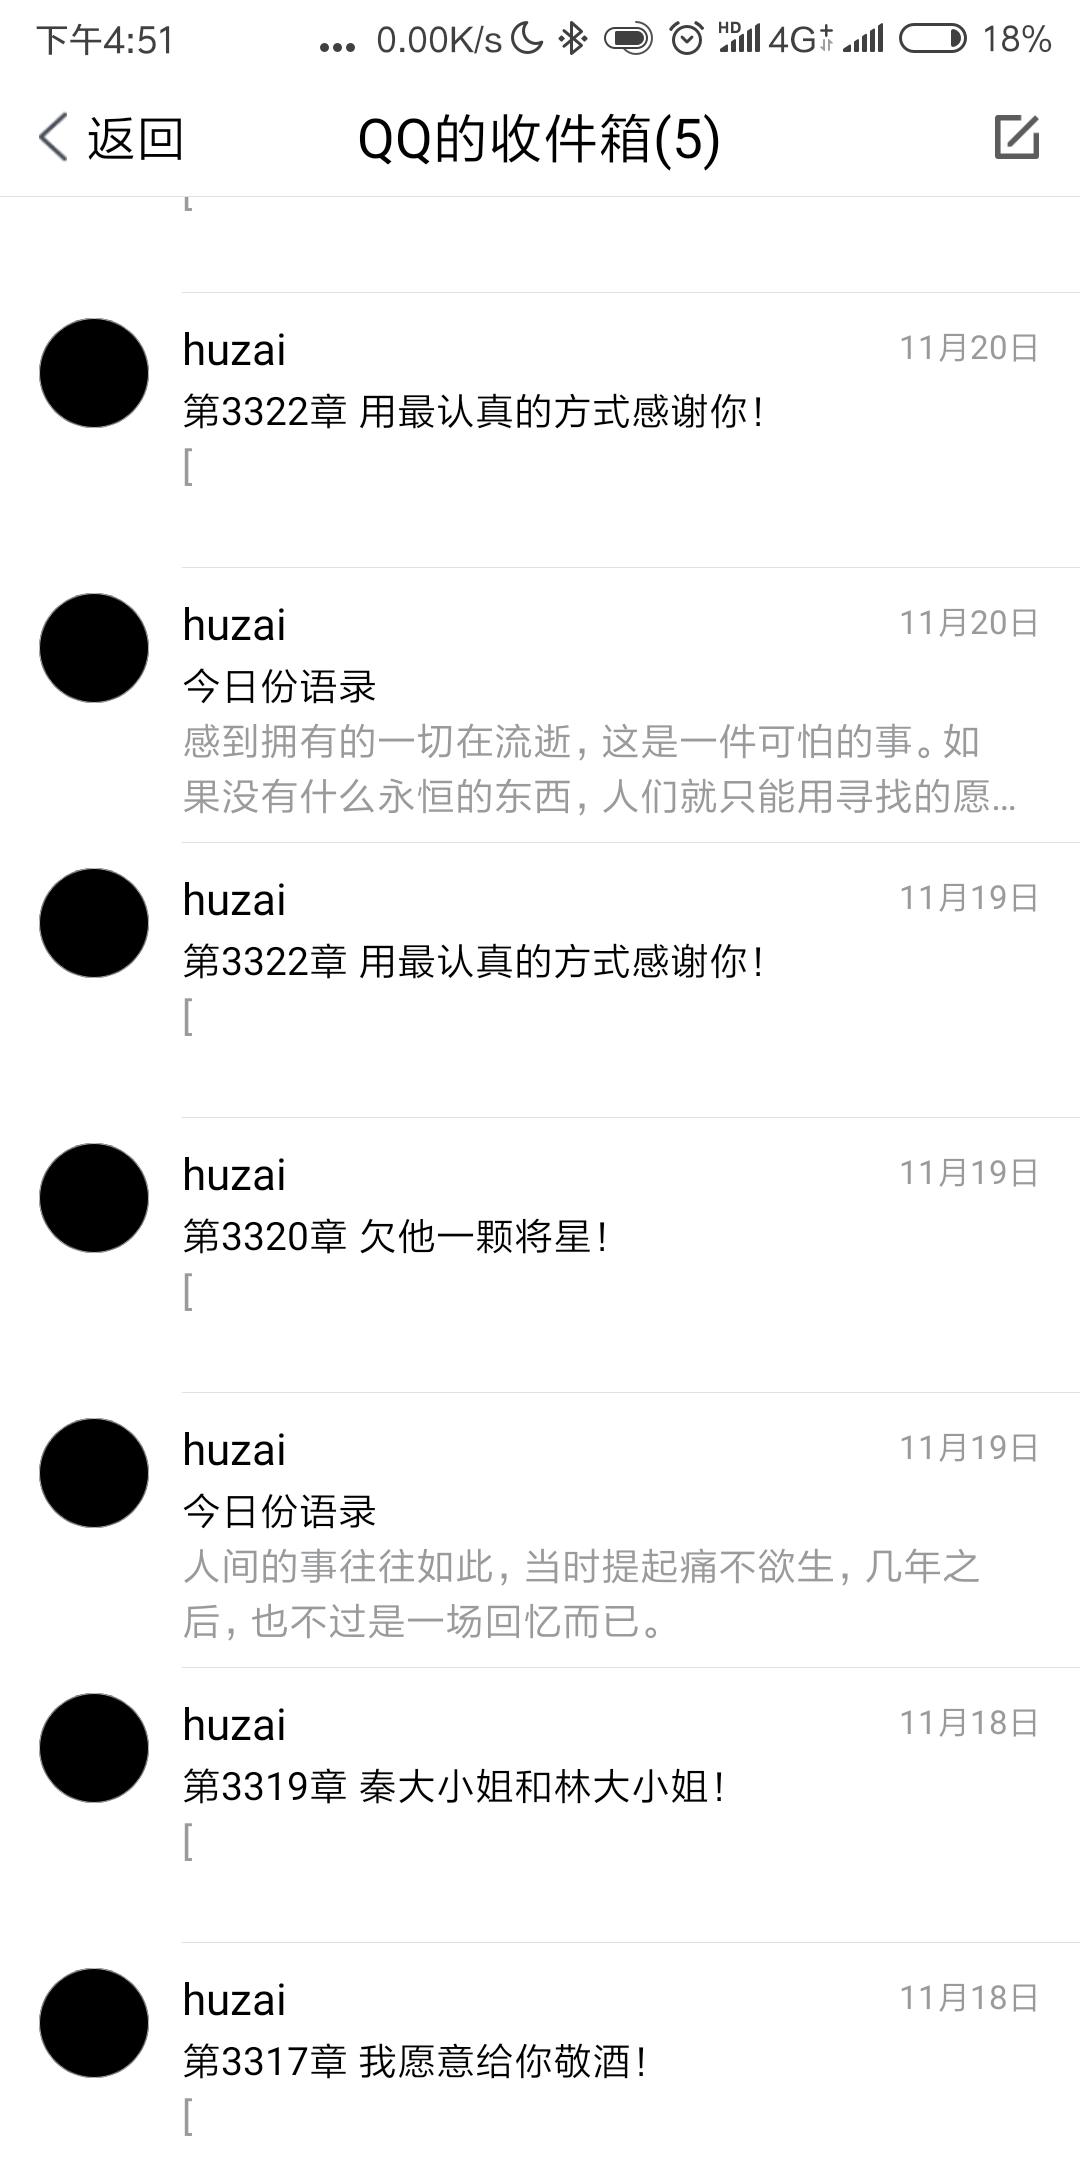 下午4:51 ... 0.00K/s HD 4G 18%
返回 QQ的收件箱(5)
[
huzai 11月20日
第3322章 用最认真的方式感谢你！
[
huzai 11月20日
今日份语录
感到拥有的一切在流逝，这是一件可怕的事。如
果没有什么永恒的东西，人们就只能用寻找的愿...
huzai 11月19日
第3322章 用最认真的方式感谢你！
[
huzai 11月19日
第3320章 欠他一颗将星！
[
huzai 11月19日
今日份语录
人间的事往往如此，当时提起痛不欲生，几年之
后，也不过是一场回忆而已。
huzai 11月18日
第3319章 秦大小姐和林大小姐！
[
huzai 11月18日
第3317章 我愿意给你敬酒！
[